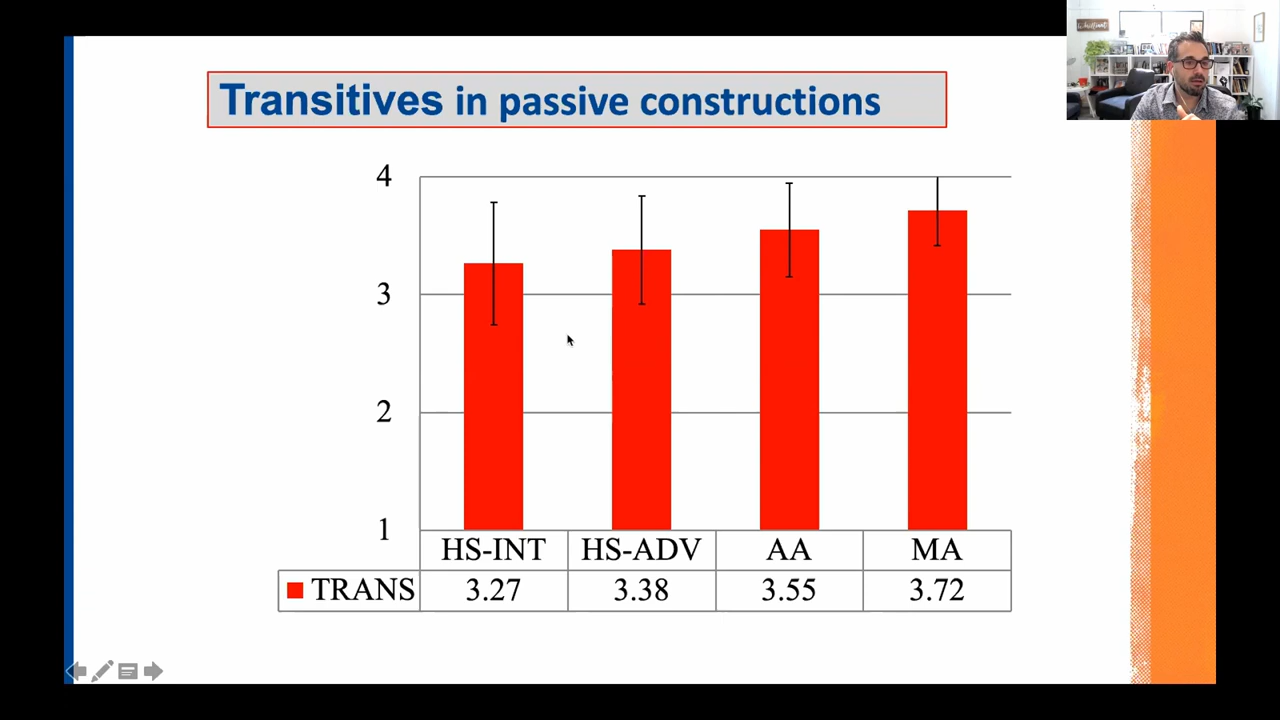 Transitives in passive constructions
4
3
2
1
HS-INT HS-ADV AA MA
TRANS 3.27 3.38 3.55 3.72